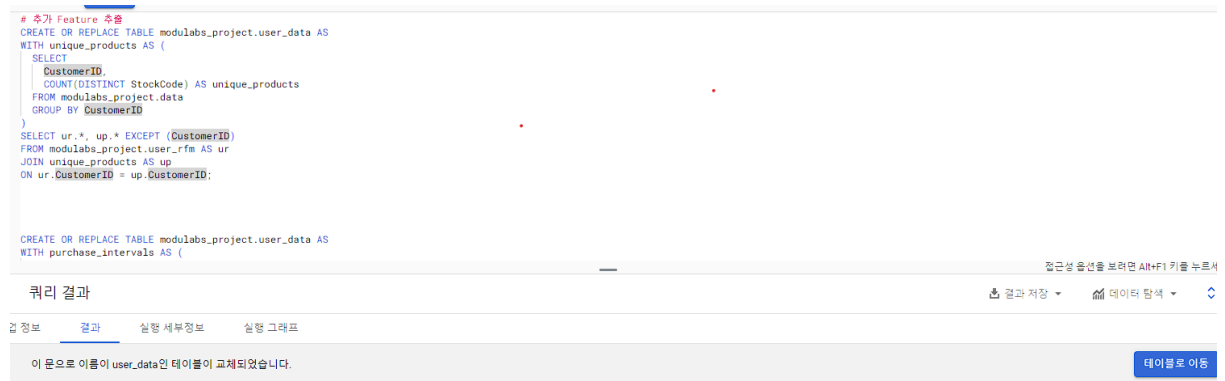 # 추가 Feature 추출
CREATE OR REPLACE TABLE modulabs_project.user_data AS
WITH unique_products AS (
SELECT
CustomerID,
COUNT(DISTINCT StockCode) AS unique_products
FROM modulabs_project.data
GROUP BY CustomerID
)
SELECT ur.*, up.* EXCEPT (CustomerID)
FROM modulabs_project.user_rfm AS ur
JOIN unique_products AS up
ON ur.CustomerID = up.CustomerID;
CREATE OR REPLACE TABLE modulabs_project.user_data AS
WITH purchase_intervals AS (
접근성 옵션을 보려면 Alt+F1 키를 누르세
쿼리 결과
결과 저장
데이터 탐색
업 정보
결과
실행 세부정보
실행 그래프
이 문으로 이름이 user_data인 테이블이 교체되었습니다.
테이블로 이동